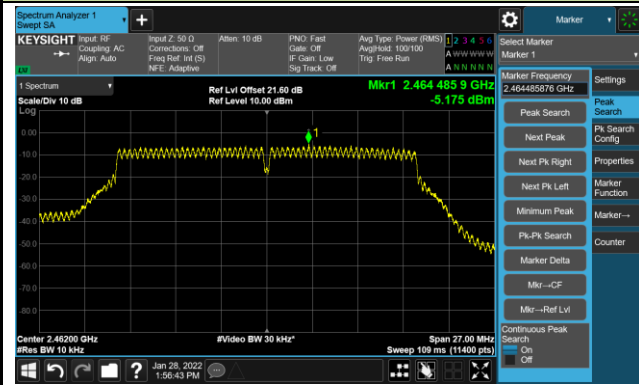 Spectrum Analyzer 1
Swept SA
Marker
KEYSIGHT
Input: RF
Coupling: AC
Align: Auto
Input Z: 50 Ω
Corrections: Off
Freq Ref: Int (S)
NFE: Adaptive
Atten: 10 dB
PNO: Fast
Gate: Off
IF Gain: Low
Sig Track: Off
Avg Type: Power (RMS)
Avg|Hold: 100/100
Trig: Free Run
1 2 3 4 5 6
A W W W W W
A N N N N N
Select Marker
Marker 1
1 Spectrum
Scale/Div 10 dB
Log
Ref Lvl Offset 21.60 dB
Ref Level 10.00 dBm
Mkr1 2.464 485 9 GHz
-5.175 dBm
1
0.00
-10.0
-20.0
-30.0
-40.0
-50.0
-60.0
-70.0
-80.0
Center 2.46200 GHz
#Res BW 10 kHz
#Video BW 30 kHz*
Span 27.00 MHz
Sweep 109 ms (11400 pts)
Marker Frequency
2.464485876 GHz
Peak Search
Next Peak
Next Pk Right
Next Pk Left
Minimum Peak
Pk-Pk Search
Marker Delta
Mkr→CF
Mkr→Ref Lvl
Continuous Peak
Search
On
Off
Settings
Peak
Search
Pk Search
Config
Properties
Marker
Function
Marker→
Counter
?
Jan 28, 2022
1:56:43 PM